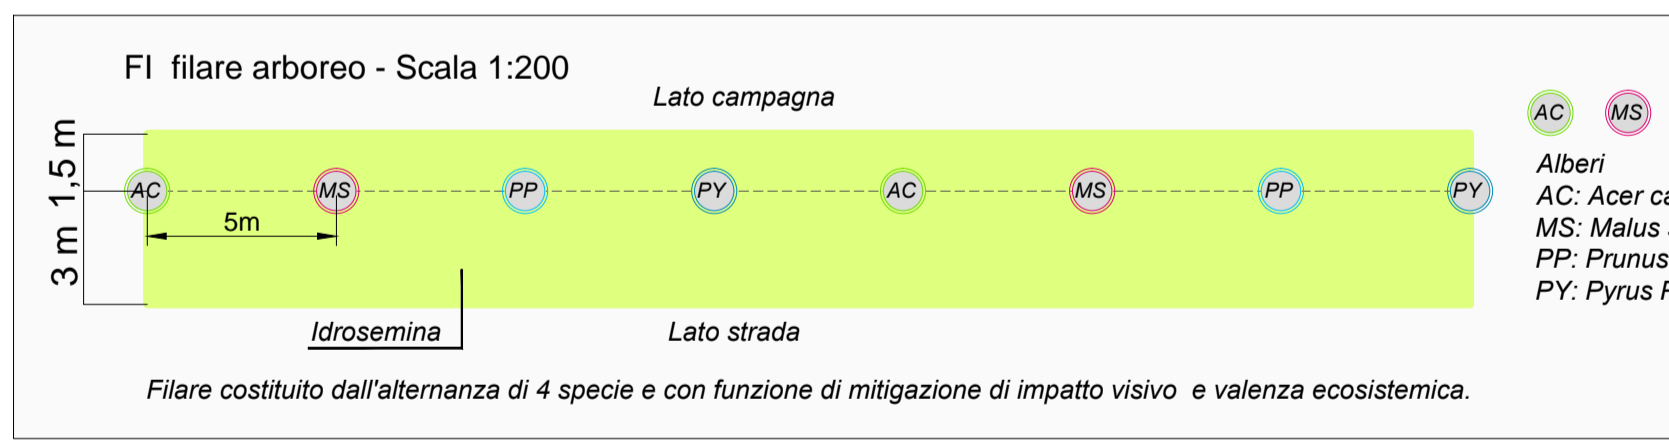 FI filare arboreo - Scala 1:200
Lato campagna
1,5 m
3 m
AC MS PP PY AC MS PP PY
5m
Idrosemina
Lato strada
Filare costituito dall'alternanza di 4 specie e con funzione di mitigazione di impatto visivo e valenza ecosistemica.
AC MS
Alberi
AC: Acer
MS: Malus
PP: Prunus
PY: Pyrus